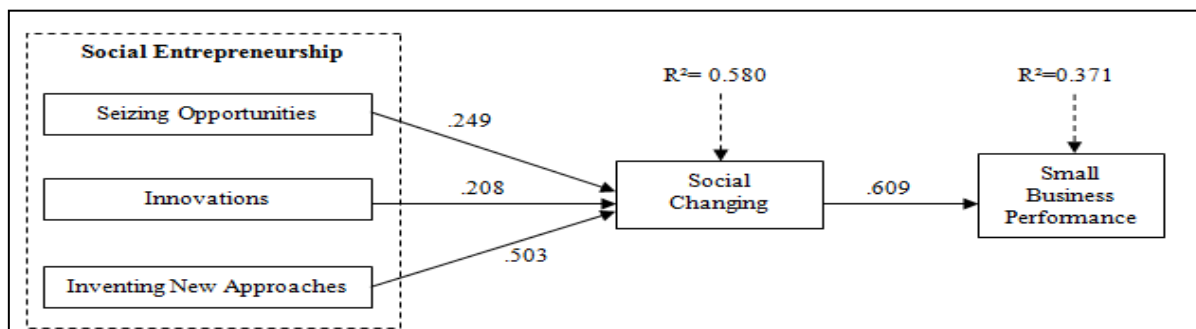 Social Entrepreneurship
R²= 0.580
R²=0.371
Seizing Opportunities
.249
Innovations
.208
Social
Changing
.609
Small
Business
Performance
Inventing New Approaches
.503